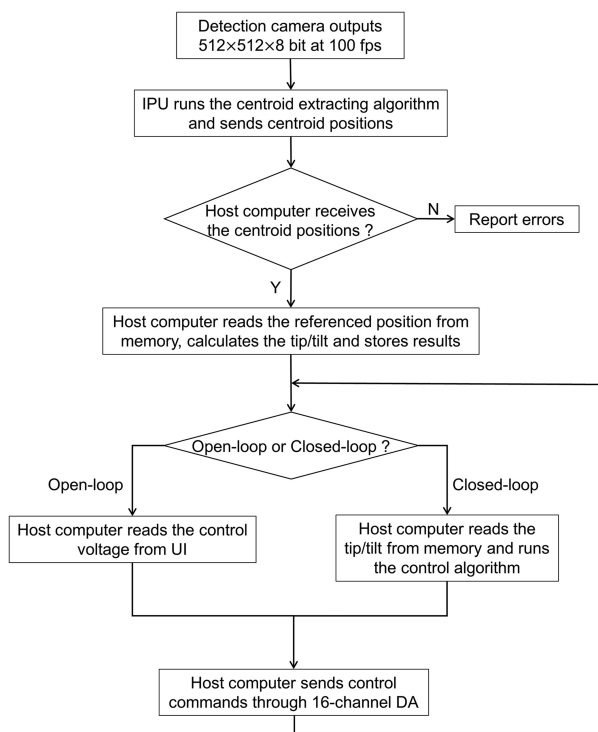 Detection camera outputs
512×512×8 bit at 100 fps
IPU runs the centroid extracting algorithm
and sends centroid positions
Host computer receives
the centroid positions ?
N
Report errors
Y
Host computer reads the referenced position from
memory, calculates the tip/tilt and stores results
Open-loop or Closed-loop ?
Open-loop
Closed-loop
Host computer reads the control
voltage from UI
Host computer reads the
tip/tilt from memory and runs
the control algorithm
Host computer sends control
commands through 16-channel DA